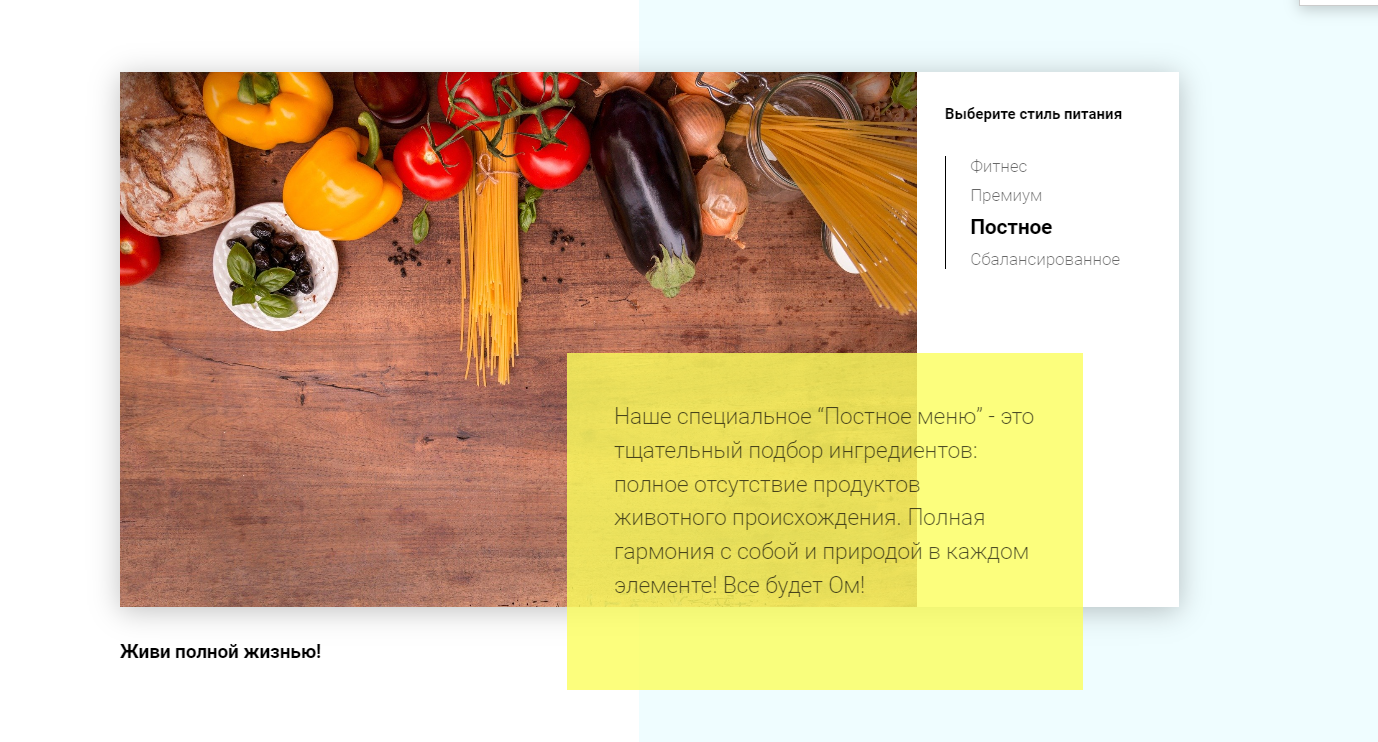 Выберите стиль питания
Фитнес
Премиум
Постное
Сбалансированное
Наше специальное “Постное меню” - это
тщательный подбор ингредиентов:
полное отсутствие продуктов
животного происхождения. Полная
гармония с собой и природой в каждом
элементе! Все будет Ом!
Живи полной жизнью!